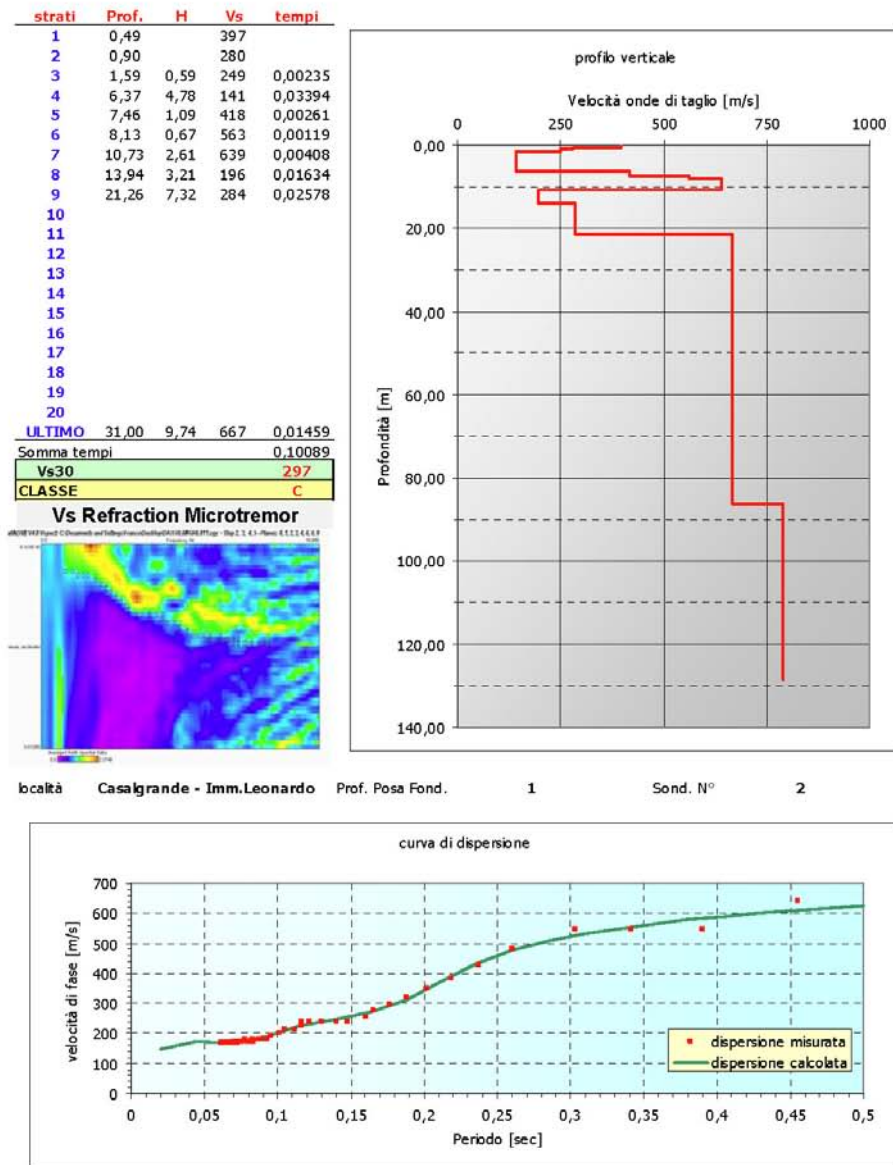 strati Prof. H Vs tempi
1 0,49 397
2 0,90 280
3 1,59 0,59 249 0,00235
4 6,37 4,78 141 0,03394
5 7,46 1,09 418 0,00261
6 8,13 0,67 563 0,00119
7 10,73 2,61 639 0,00408
8 13,94 3,21 196 0,01634
9 21,26 7,32 284 0,02578
10
11
12
13
14
15
16
17
18
19
20
ULTIMO 31,00 9,74 667 0,01459
Somma tempi 0,10089
Vs30 297
CLASSE C
Vs Refraction Microtremor
profilo verticale
Velocità onde di taglio [m/s]
0 250 500 750 1000
0,00
20,00
40,00
60,00
80,00
100,00
120,00
140,00
Profondità [m]
località Casalgrande - Imm.Leonardo Prof. Posa Fond. 1 Sond. N° 2
curva di dispersione
700
600
500
400
300
200
100
0
velocità di fase [m/s]
dispersione misurata
dispersione calcolata
0 0,05 0,1 0,15 0,2 0,25 0,3 0,35 0,4 0,45 0,5
Periodo [sec]